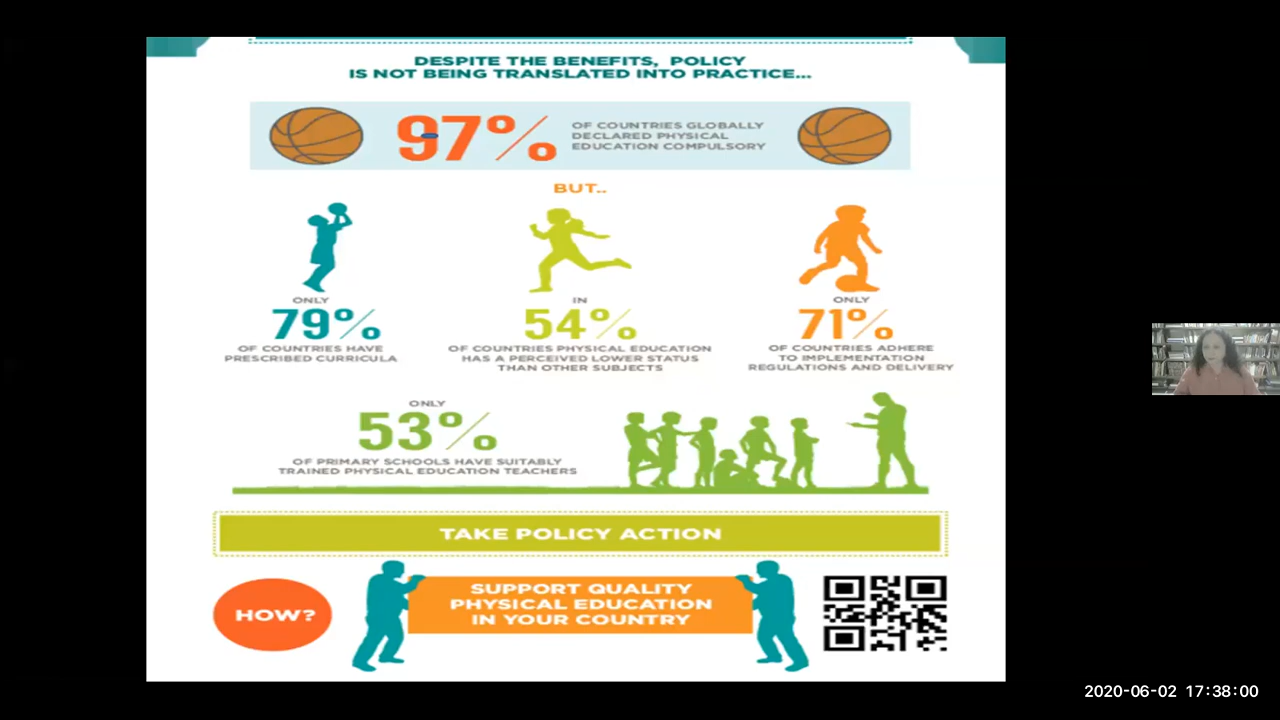 DESPITE THE BENEFITS, POLICY
IS NOT BEING TRANSLATED INTO PRACTICE...
97%
OF COUNTRIES GLOBALLY
DECLARED PHYSICAL
EDUCATION COMPULSORY
BUT..
ONLY
79%
OF COUNTRIES HAVE
PRESCRIBED CURRICULA
IN
54%
OF COUNTRIES PHYSICAL EDUCATION
HAS A PERCEIVED LOWER STATUS
THAN OTHER SUBJECTS
ONLY
71%
OF COUNTRIES ADHERE
TO IMPLEMENTATION
REGULATIONS AND DELIVERY
ONLY
53%
OF PRIMARY SCHOOLS HAVE SUITABLY
TRAINED PHYSICAL EDUCATION TEACHERS
TAKE POLICY ACTION
HOW?
SUPPORT QUALITY
PHYSICAL EDUCATION
IN YOUR COUNTRY
2020-06-02 17:38:00